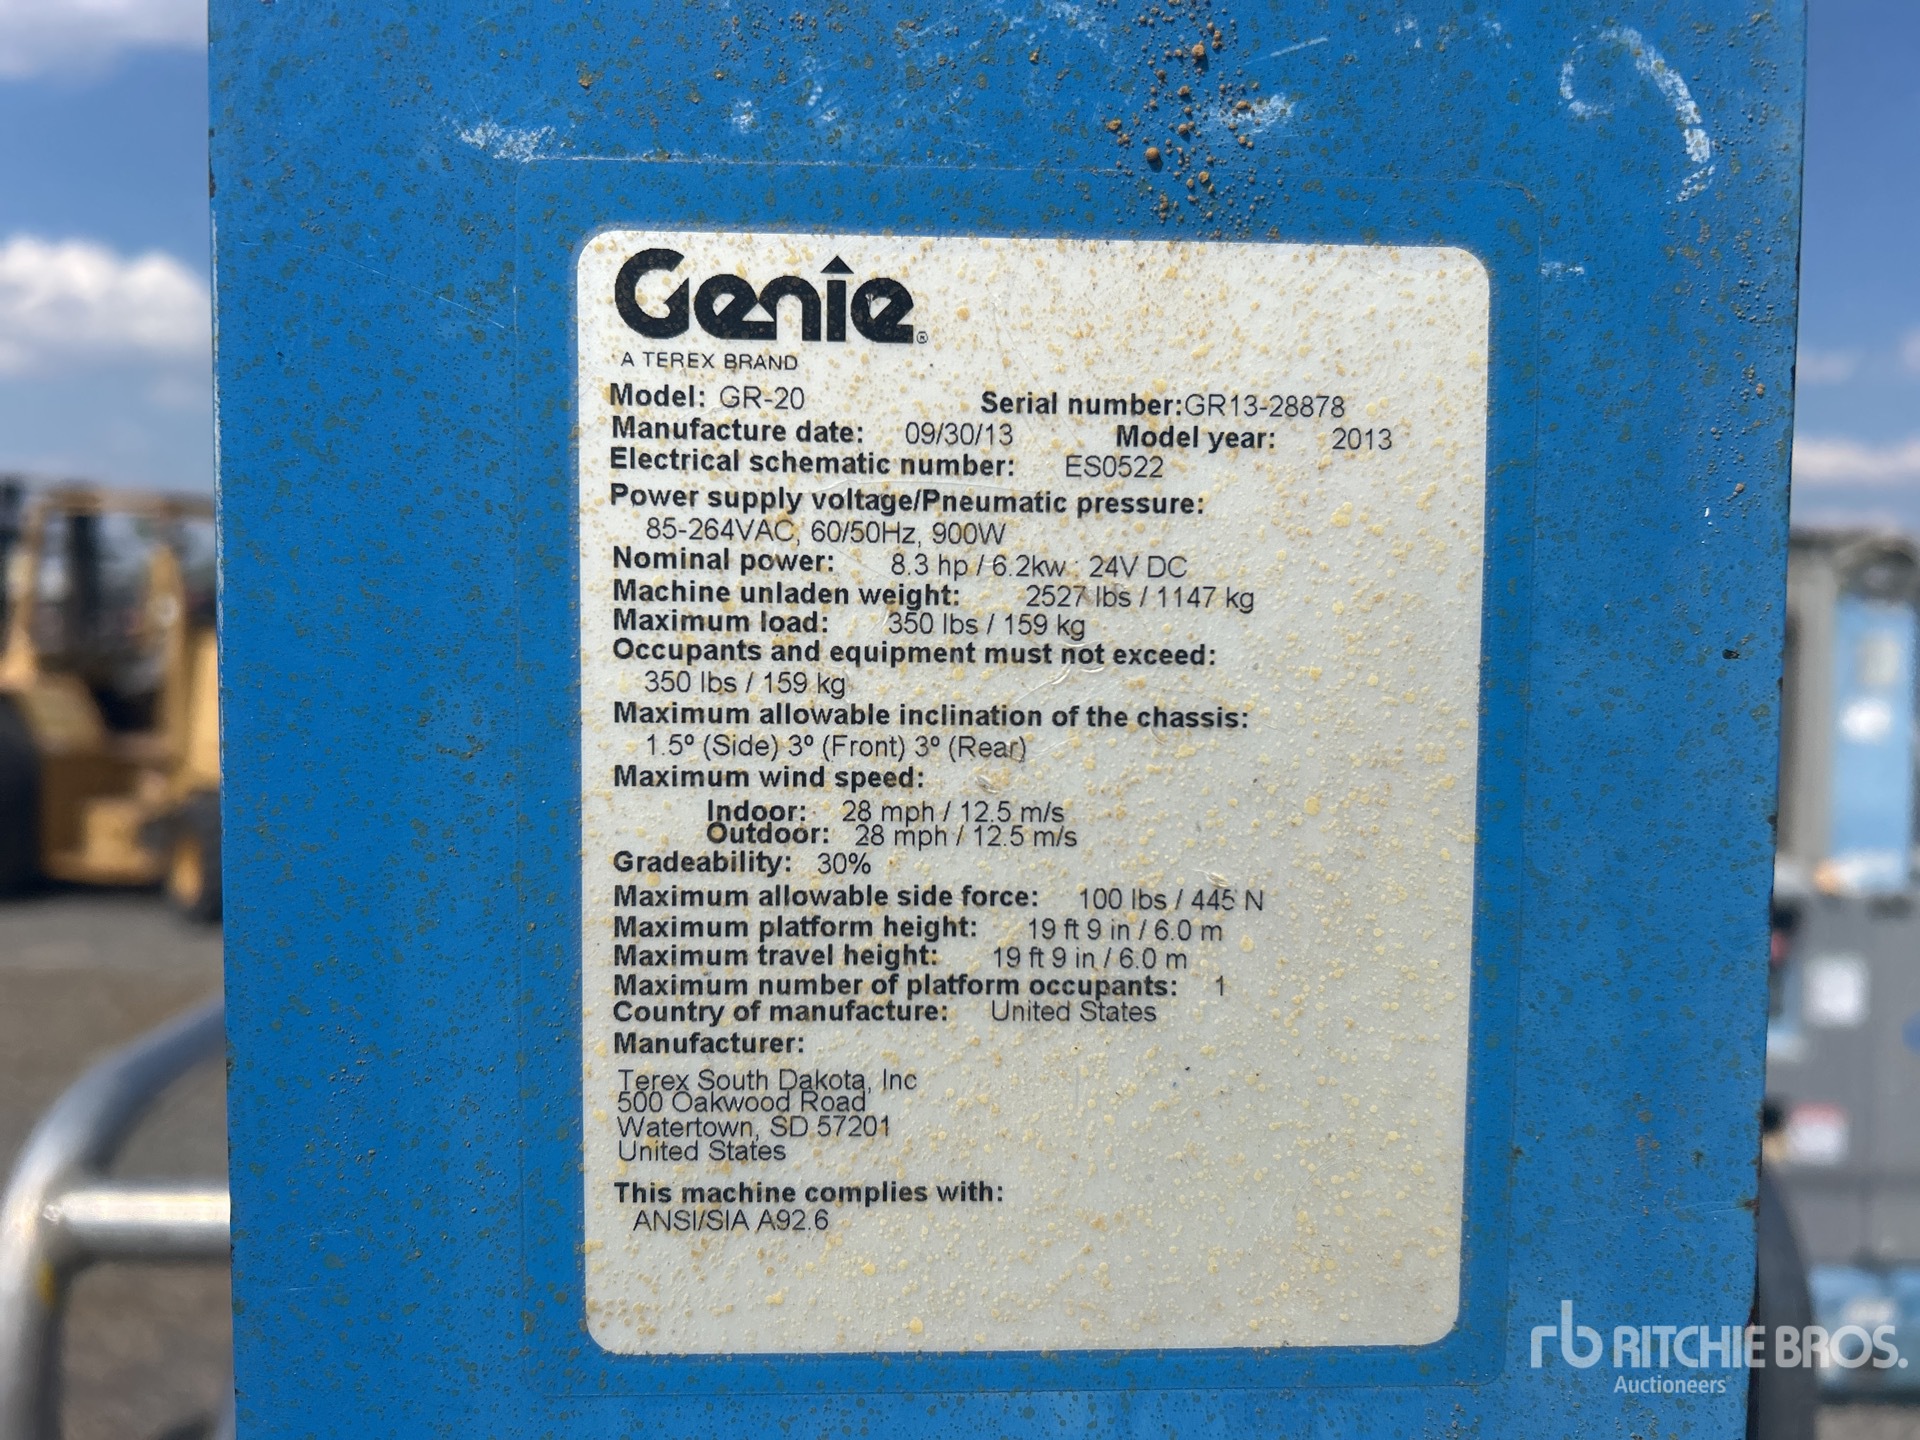 Genie®
A TEREX BRAND
Model: GR-20 Serial number:GR13-28878
Manufacture date: 09/30/13 Model year: 2013
Electrical schematic number: ES0522
Power supply voltage/Pneumatic pressure:
85-264VAC, 60/50Hz, 900W
Nominal power: 8.3 hp / 6.2kw : 24V DC
Machine unladen weight: 2527 lbs / 1147 kg
Maximum load: 350 lbs / 159 kg
Occupants and equipment must not exceed:
350 lbs / 159 kg
Maximum allowable inclination of the chassis:
1.5º (Side) 3º (Front) 3º (Rear)
Maximum wind speed:
Indoor: 28 mph / 12.5 m/s
Outdoor: 28 mph / 12.5 m/s
Gradeability: 30%
Maximum allowable side force: 100 lbs / 445 N
Maximum platform height: 19 ft 9 in / 6.0 m
Maximum travel height: 19 ft 9 in / 6.0 m
Maximum number of platform occupants: 1
Country of manufacture: United States
Manufacturer:
Terex South Dakota, Inc
500 Oakwood Road
Watertown, SD 57201
United States
This machine complies with:
ANSI/SIA A92.6
rb RITCHIE BROS.
Auctioneers